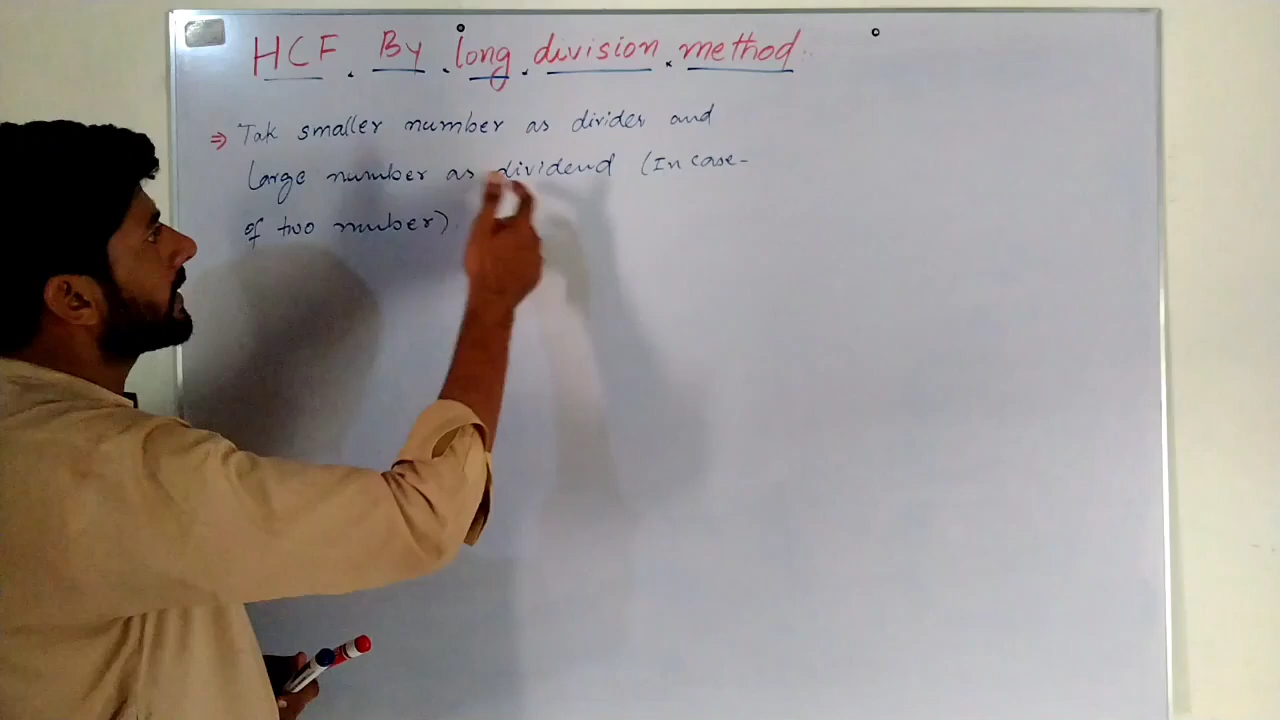 HCF By long division method
⇒ Tak smaller number as divider and
large number as dividend (In case-
of two number).